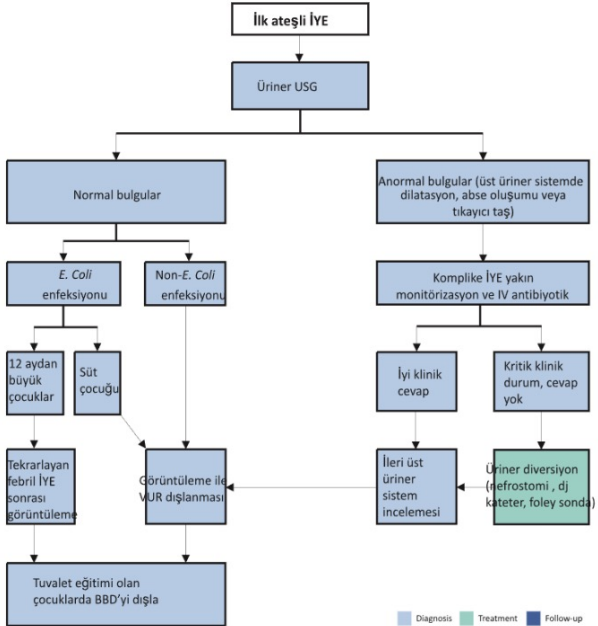 İlk ateşli İYE
Üriner USG
Normal bulgular
Anormal bulgular (üst üriner sistemde
dilatasyon, abse oluşumu veya
tıkayıcı taş)
E. Coli
enfeksiyonu
Non-E. Coli
enfeksiyonu
Komplike İYE yakın
monitörizasyon ve IV antibiyotik
12 aydan
büyük
çocuklar
Süt
çocuğu
İyi klinik
cevap
Kritik klinik
durum, cevap
yok
Tekrarlayan
febril İYE
sonrası
görüntüleme
Görüntüleme ile
VUR dışlanması
İleri üst
üriner
sistem
incelemesi
Üriner diversiyon
(nefrostomi , dj
kateter, foley sonda)
Tuvalet eğitimi olan
çocuklarda BBD'yi dışla
Diagnosis
Treatment
Follow-up